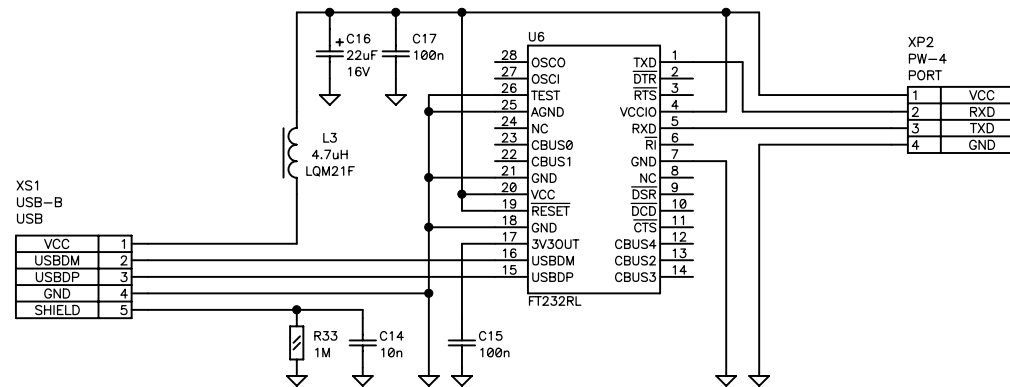 C16
+
22uF
16V
C17
100n
U6
28 OSCO TXD 1
27 OSCI DTR 2
26 TEST RTS 3
25 AGND VCCIO 4
24 NC RXD 5
23 CBUS0 RI 6
22 CBUS1 GND 7
21 GND NC 8
20 VCC DSR 9
19 RESET DCD 10
18 GND CTS 11
17 3V3OUT CBUS4 12
16 USBDM CBUS2 13
15 USBDP CBUS3 14
FT232RL
XP2
PW-4
PORT
1 VCC
2 RXD
3 TXD
4 GND
L3
4.7uH
LQM21F
XS1
USB-B
USB
VCC 1
USBDM 2
USBDP 3
GND 4
SHIELD 5
R33
1M
C14
10n
C15
100n